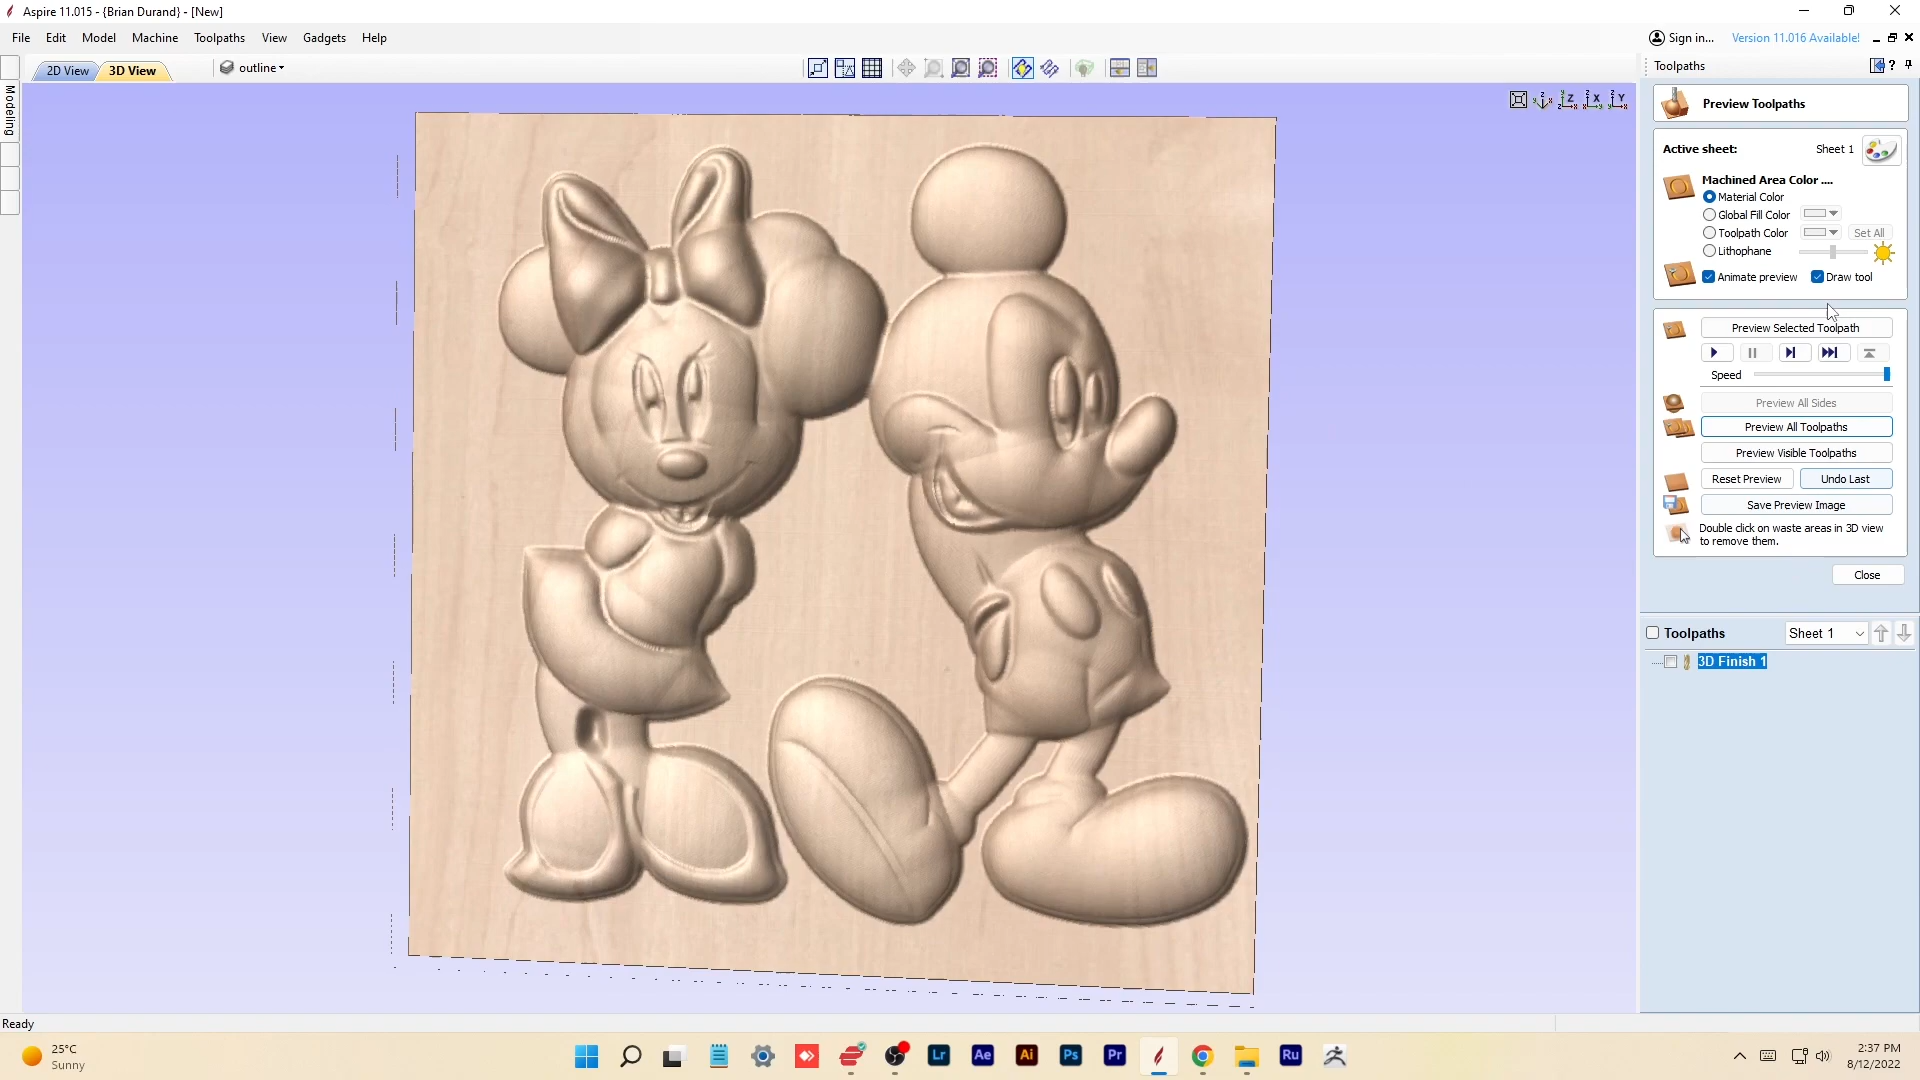 Aspire 11.015 - {Brian Durand} - [New]
File Edit Model Machine Toolpaths View Gadgets Help
Sign in... Version 11.016 Available!
2D View 3D View outline
Toolpaths ?
Modeling
Preview Toolpaths
Active sheet: Sheet 1
Machined Area Color ....
Material Color
Global Fill Color
Toolpath Color Set All
Lithophane
Animate preview Draw tool
Preview Selected Toolpath
Speed
Preview All Sides
Preview All Toolpaths
Preview Visible Toolpaths
Reset Preview Undo Last
Save Preview Image
Double click on waste areas in 3D view
to remove them.
Close
Toolpaths Sheet 1
3D Finish 1
Ready
25°C
Sunny
Lr Ae Ai Ps Pr Ru
2:37 PM
8/12/2022